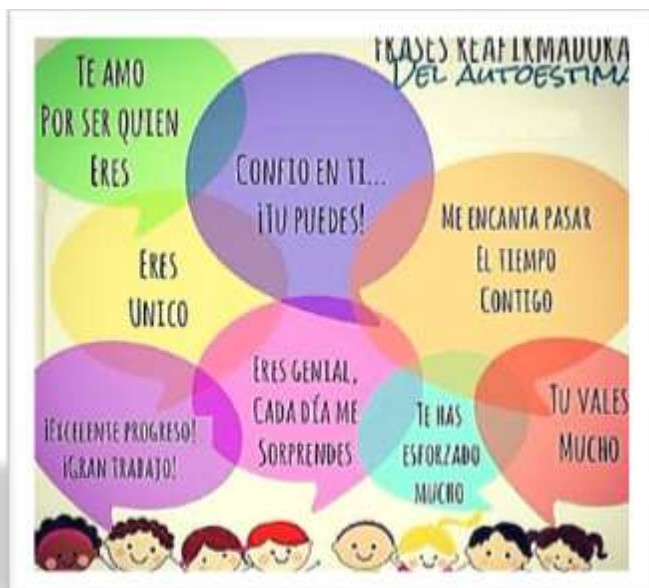 FRASES REAFIRMADORA
DEL AUTOESTIMA
TE AMO
POR SER QUIEN
ERES
CONFIO EN TI...
¡TU PUEDES!
ME ENCANTA PASAR
EL TIEMPO
CONTIGO
ERES
UNICO
ERES GENIAL,
CADA DÍA ME
SORPRENDES
TE HAS
ESFORZADO
MUCHO
TU VALES
MUCHO
¡EXCELENTE PROGRESO!
¡GRAN TRABAJO!